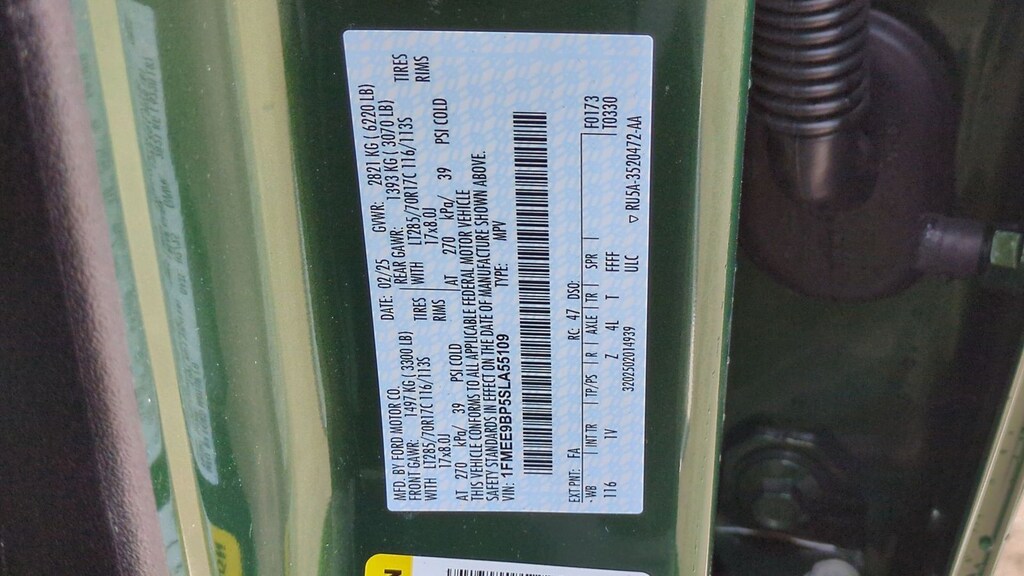 MFD. BY FORD MOTOR CO. DATE: 02/25 GVWR: 2821 KG ( 6220 LB)
FRONT GAWR: 1497 KG ( 3300 LB) REAR GAWR: 1393 KG ( 3070 LB)
WITH LT285/70R17C 116/113S TIRES WITH LT285/70R17C 116/113S TIRES
17x8.0J RIMS 17x8.0J RIMS
AT 270 kPa/ 39 PSI COLD AT 270 kPa/ 39 PSI COLD
THIS VEHICLE CONFORMS TO ALL APPLICABLE FEDERAL MOTOR VEHICLE
SAFETY STANDARDS IN EFFECT ON THE DATE OF MANUFACTURE SHOWN ABOVE.
VIN: 1FMEE9BP5SLA55109 TYPE: MPV
EXT PNT: FA RC: 47 DSO: F0173
WB INT TR TP/PS R AXLE TR SPR T0330
116 1V Z 4L T FFFF
3202502014939 ULC ▽ RU5A-3520472-AA